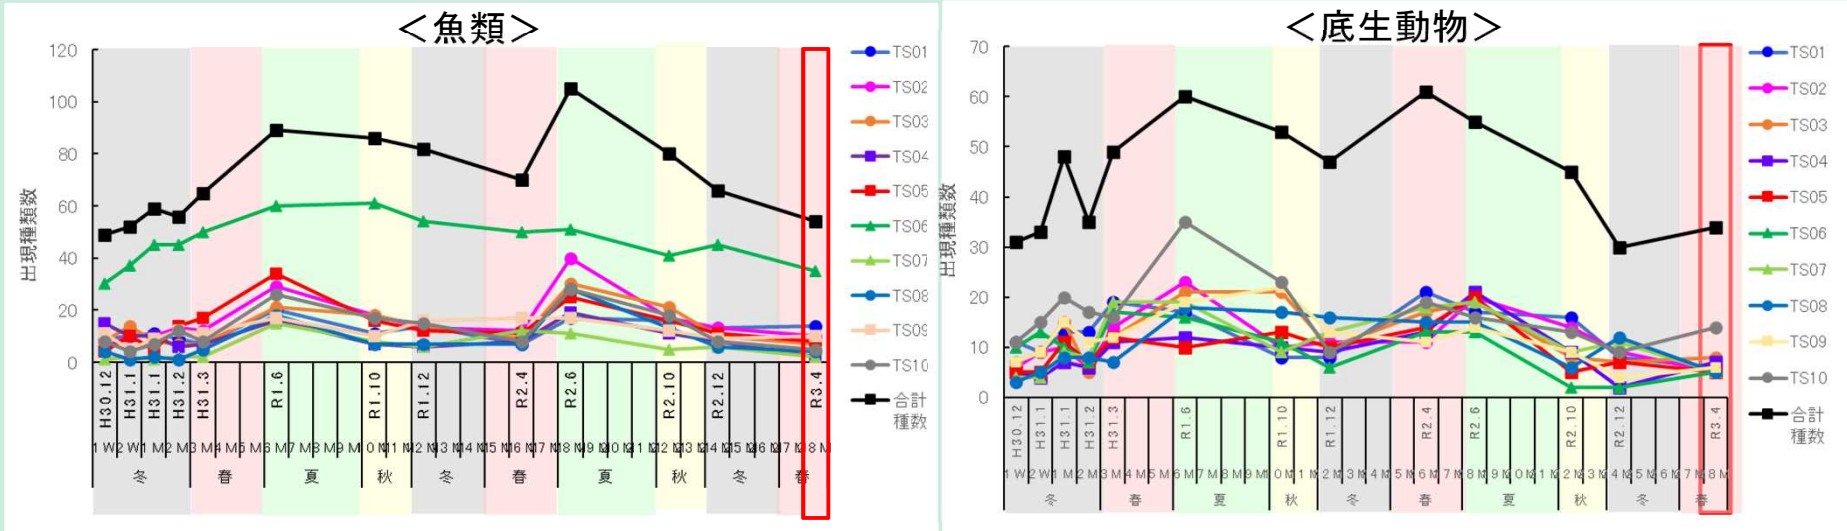 ＜魚類＞
120
100
80
60
40
20
0
出現種類数
H30.12
H31.1
H31.1
H31.2
H31.3
R1.6
R1.10
R1.12
R2.4
R2.6
R2.10
R2.12
R3.4
冬
春
夏
秋
冬
春
夏
秋
冬
春
TS01
TS02
TS03
TS04
TS05
TS06
TS07
TS08
TS09
TS10
合計
種数
＜底生動物＞
70
60
50
40
30
20
10
0
出現種類数
H30.12
H31.1
H31.1
H31.2
H31.3
R1.6
R1.10
R1.12
R2.4
R2.6
R2.10
R2.12
R3.4
冬
春
夏
秋
冬
春
夏
秋
冬
春
TS01
TS02
TS03
TS04
TS05
TS06
TS07
TS08
TS09
TS10
合計
種数